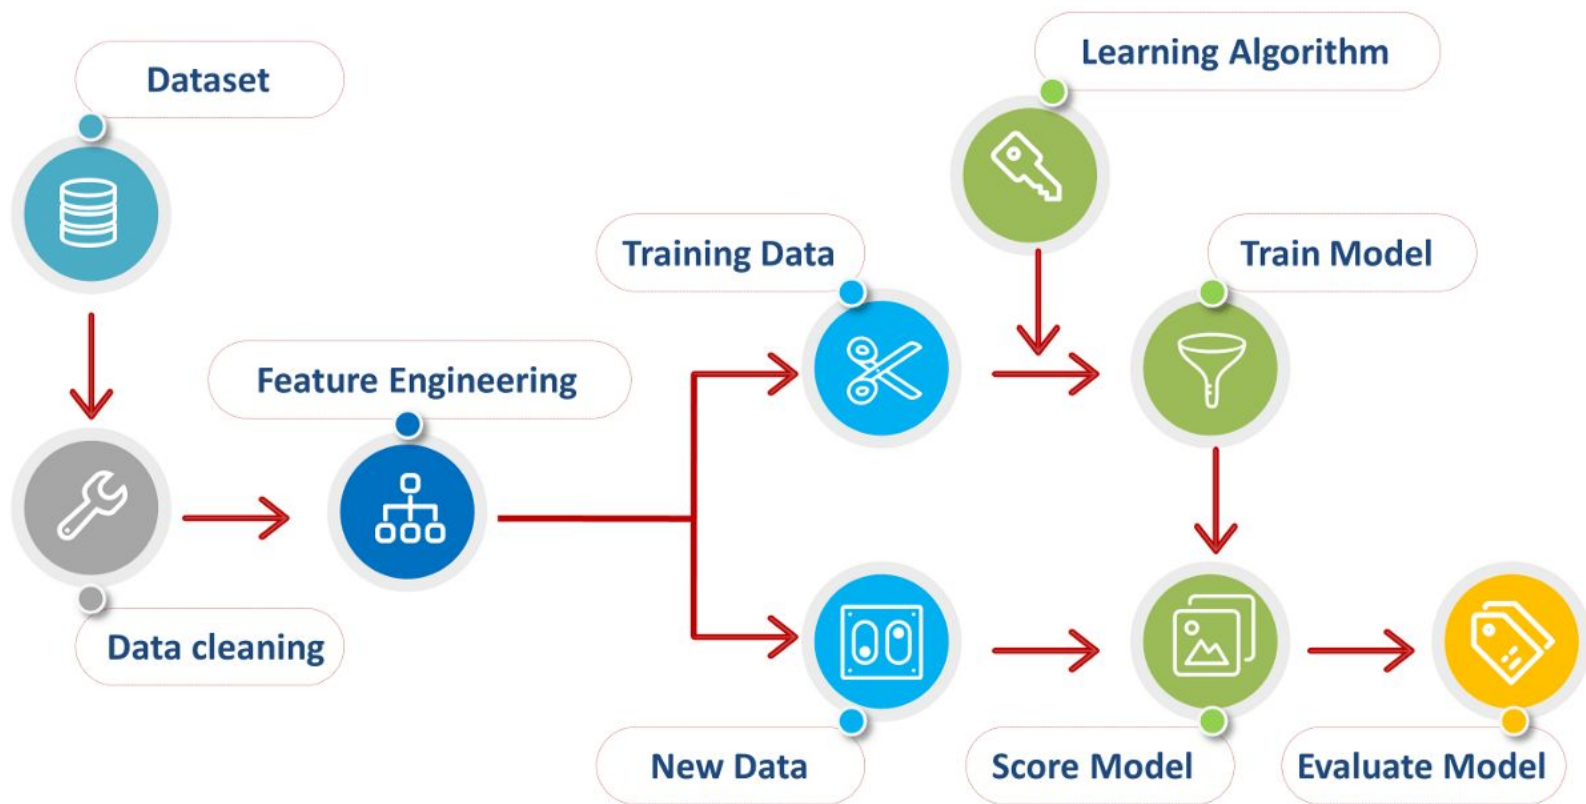 Dataset
Learning Algorithm
Training Data
Train Model
Feature Engineering
Data cleaning
New Data
Score Model
Evaluate Model